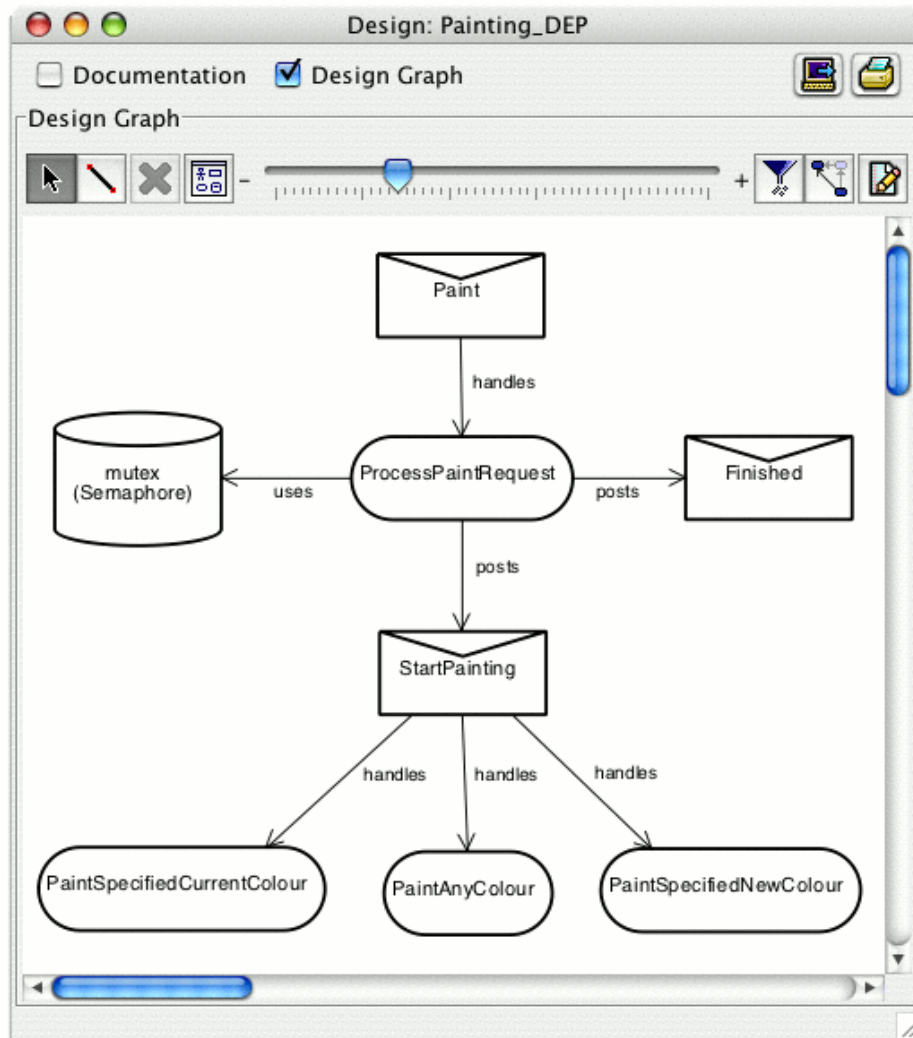 Design: Painting_DEP
Documentation
Design Graph
Design Graph
-
+
Paint
handles
mutex
(Semaphore)
uses
ProcessPaintRequest
posts
Finished
posts
StartPainting
handles
handles
handles
PaintSpecifiedCurrentColour
PaintAnyColour
PaintSpecifiedNewColour